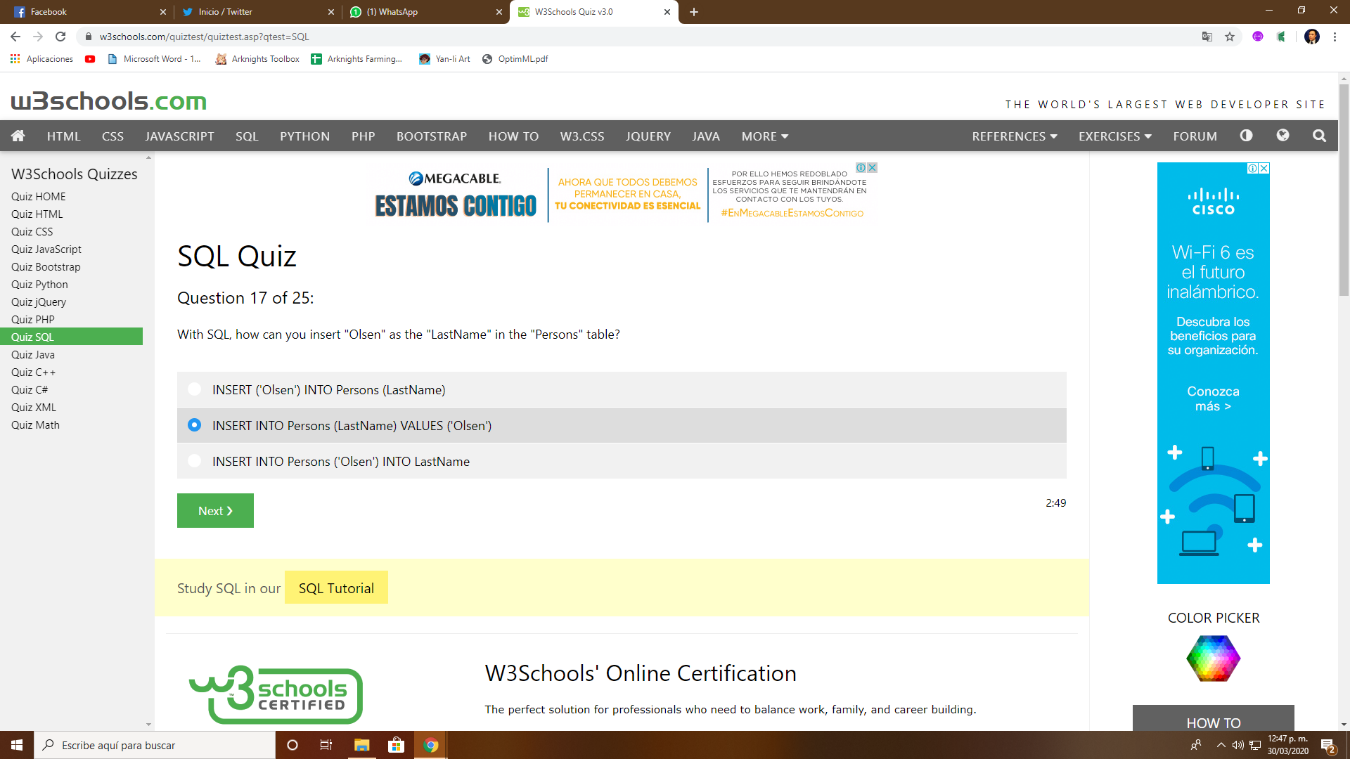 Facebook
Inicio / Twitter
(1) WhatsApp
W3Schools Quiz v3.0
w3schools.com/quiztest/quiztest.asp?qtest=SQL
Aplicaciones
Microsoft Word - 1...
Arknights Toolbox
Arknights Farming...
Yan-li Art
OptimML.pdf
w3schools.com
THE WORLD'S LARGEST WEB DEVELOPER SITE
HTML CSS JAVASCRIPT SQL PYTHON PHP BOOTSTRAP HOW TO W3.CSS JQUERY JAVA MORE REFERENCES EXERCISES FORUM
W3Schools Quizzes
Quiz HOME
Quiz HTML
Quiz CSS
Quiz JavaScript
Quiz Bootstrap
Quiz Python
Quiz jQuery
Quiz PHP
Quiz SQL
Quiz Java
Quiz C++
Quiz C#
Quiz XML
Quiz Math
MEGACABLE
ESTAMOS CONTIGO
AHORA QUE TODOS DEBEMOS
PERMANECER EN CASA,
TU CONECTIVIDAD ES ESENCIAL
POR ELLO HEMOS REDOBLADO
ESFUERZOS PARA SEGUIR BRINDÁNDOTE
LOS SERVICIOS QUE TE MANTENDRÁN EN
CONTACTO CON LOS TUYOS.
#EnMegacableEstamosContigo
SQL Quiz
Question 17 of 25:
With SQL, how can you insert "Olsen" as the "LastName" in the "Persons" table?
INSERT ('Olsen') INTO Persons (LastName)
INSERT INTO Persons (LastName) VALUES ('Olsen')
INSERT INTO Persons ('Olsen') INTO LastName
Next ❯
2:49
Study SQL in our SQL Tutorial
w3schools
CERTIFIED
W3Schools' Online Certification
The perfect solution for professionals who need to balance work, family, and career building.
CISCO
Wi-Fi 6 es
el futuro
inalámbrico.
Descubra los
beneficios para
su organización.
Conozca
más >
COLOR PICKER
HOW TO
Escribe aquí para buscar
12:47 p. m.
30/03/2020
2